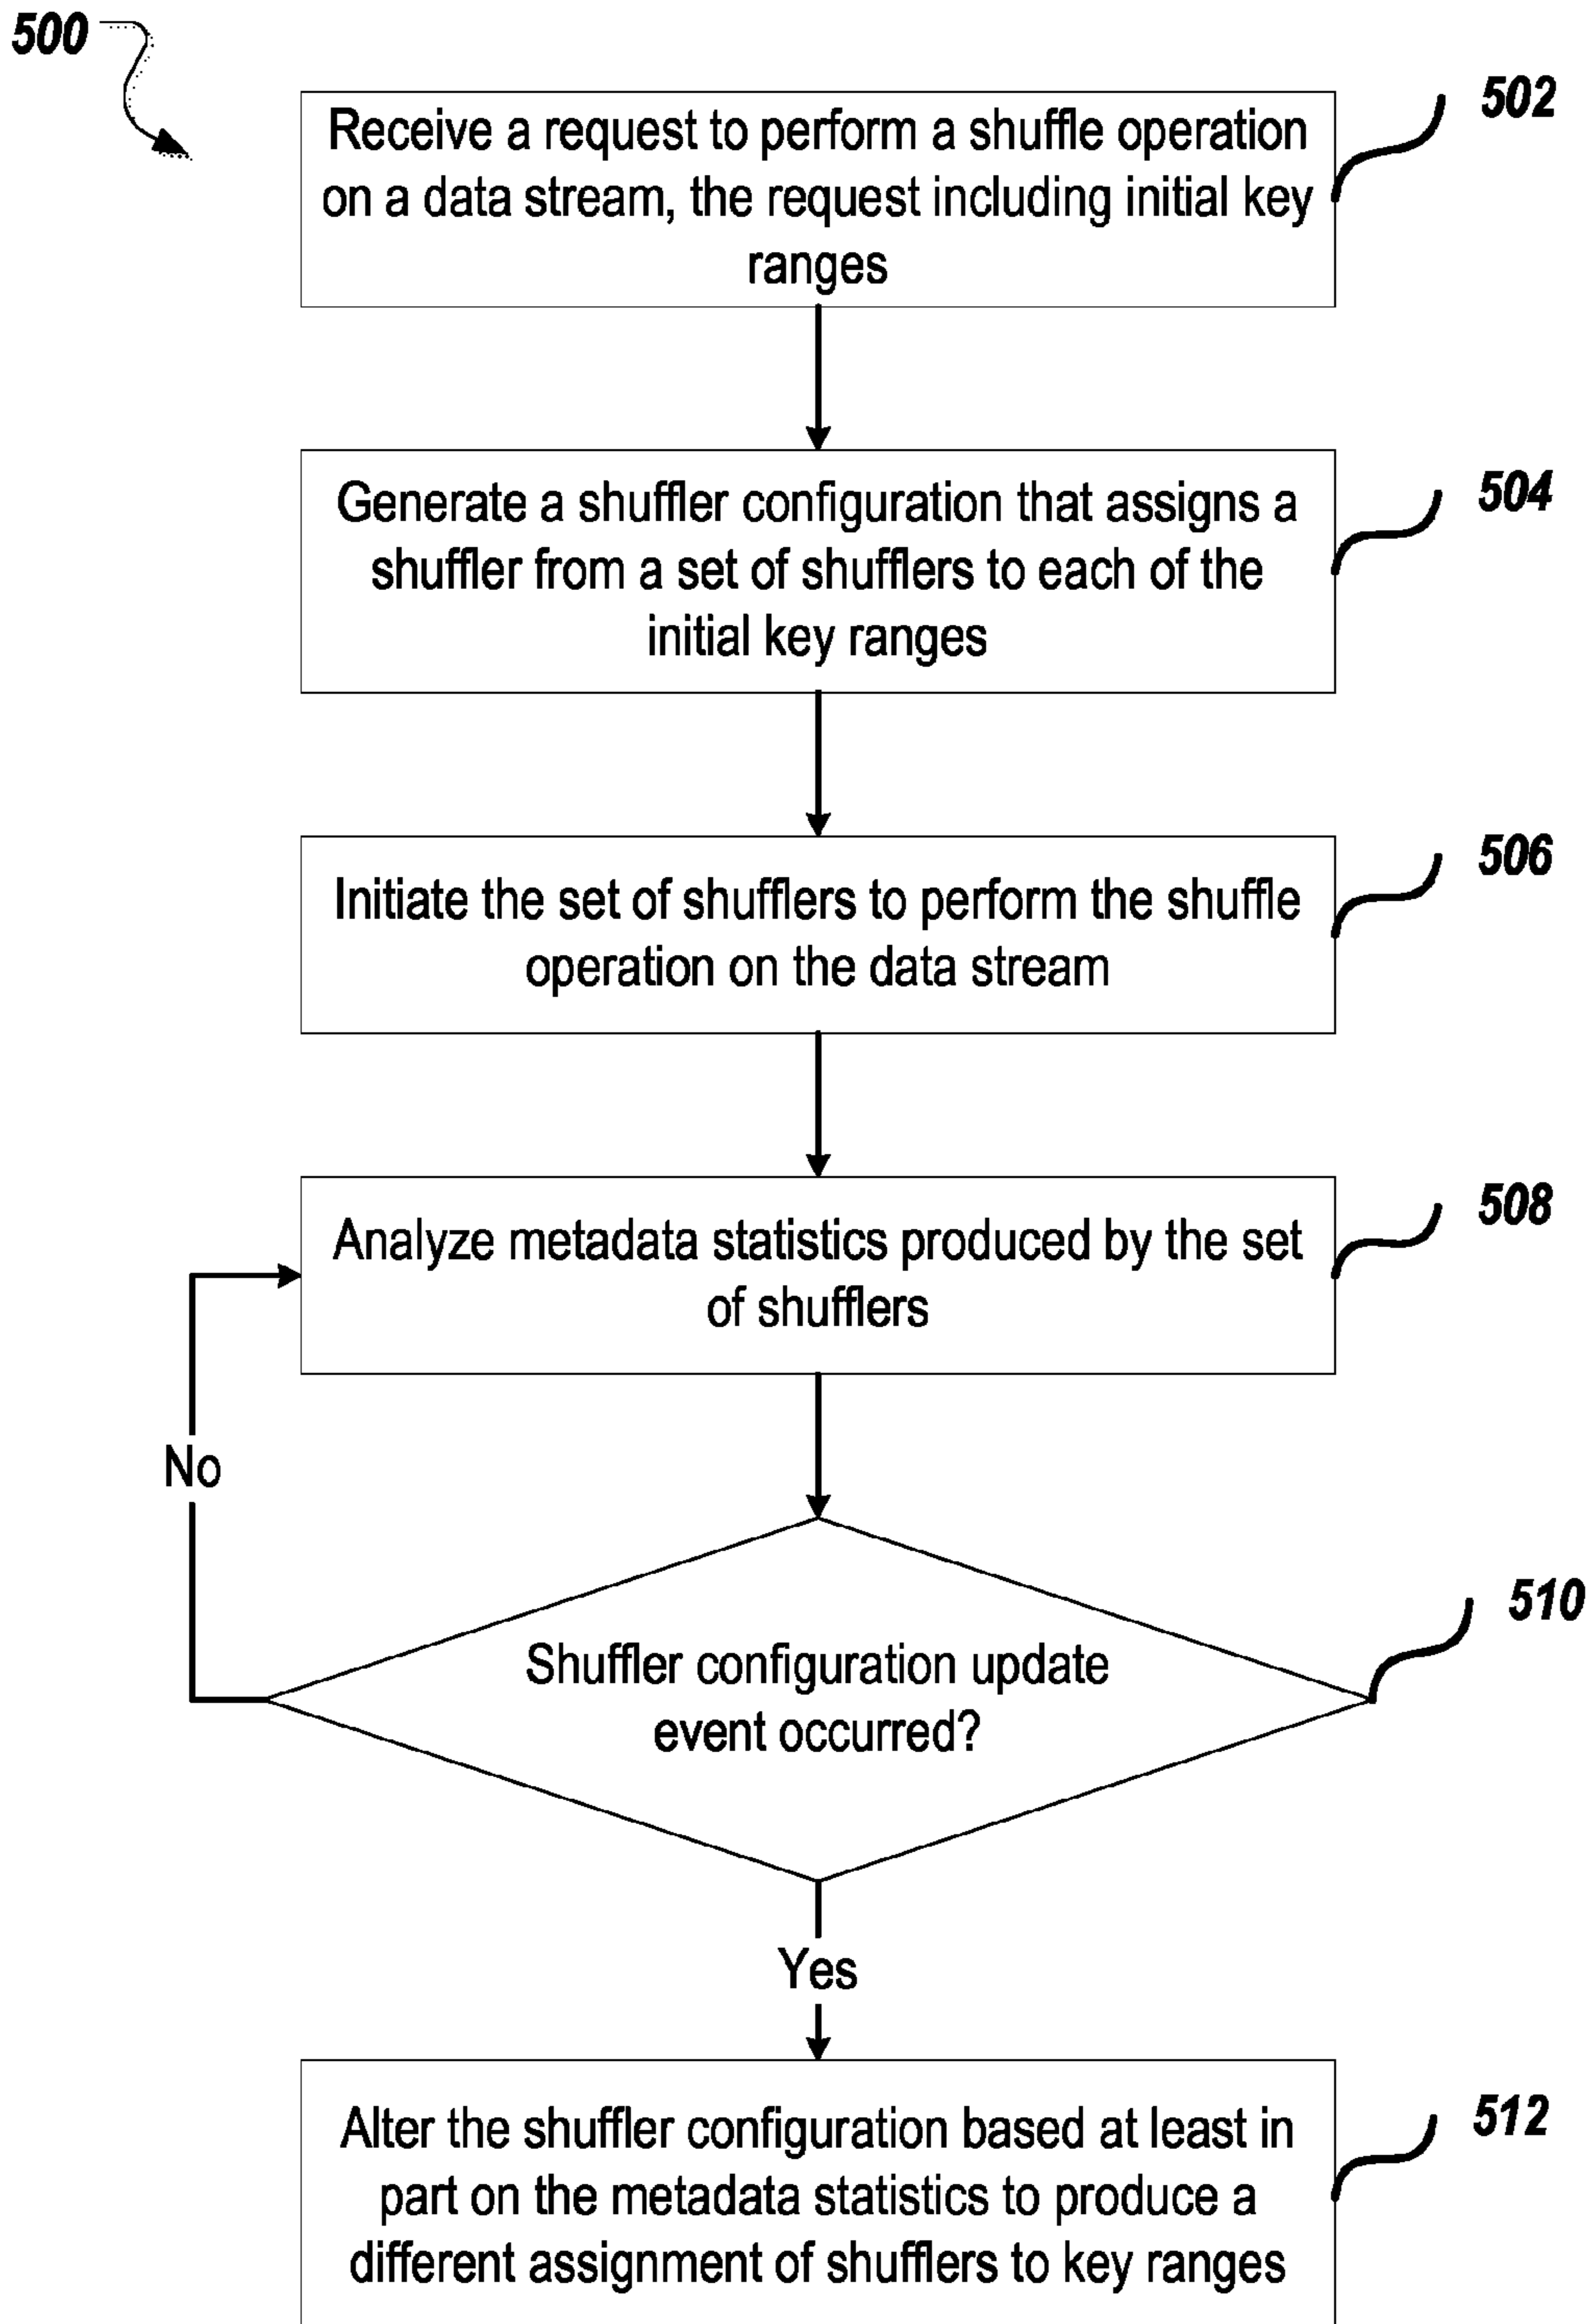 500
502
Receive a request to perform a shuffle operation
on a data stream, the request including initial key
ranges
504
Generate a shuffler configuration that assigns a
shuffler from a set of shufflers to each of the
initial key ranges
506
Initiate the set of shufflers to perform the shuffle
operation on the data stream
508
Analyze metadata statistics produced by the set
of shufflers
No
510
Shuffler configuration update
event occurred?
Yes
512
Alter the shuffler configuration based at least in
part on the metadata statistics to produce a
different assignment of shufflers to key ranges